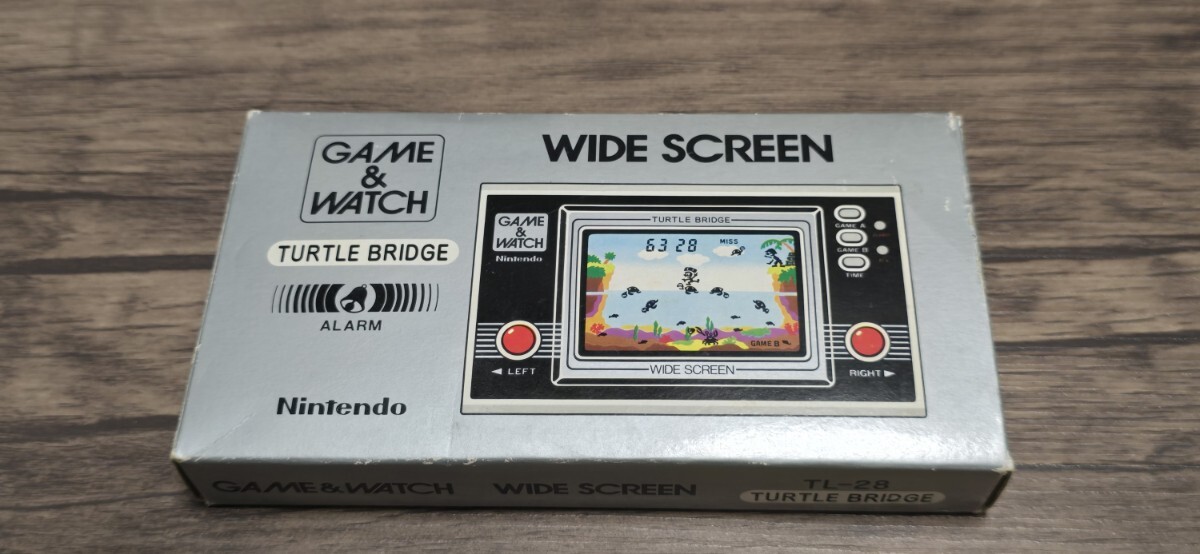 GAME
&
WATCH
WIDE SCREEN
TURTLE BRIDGE
ALARM
Nintendo
GAME
&
WATCH
Nintendo
TURTLE BRIDGE
63 28 MISS
GAME B
WIDE SCREEN
◄ LEFT
RIGHT ►
GAME A
GAME B
TIME
GAME&WATCH WIDE SCREEN TL-28
TURTLE BRIDGE